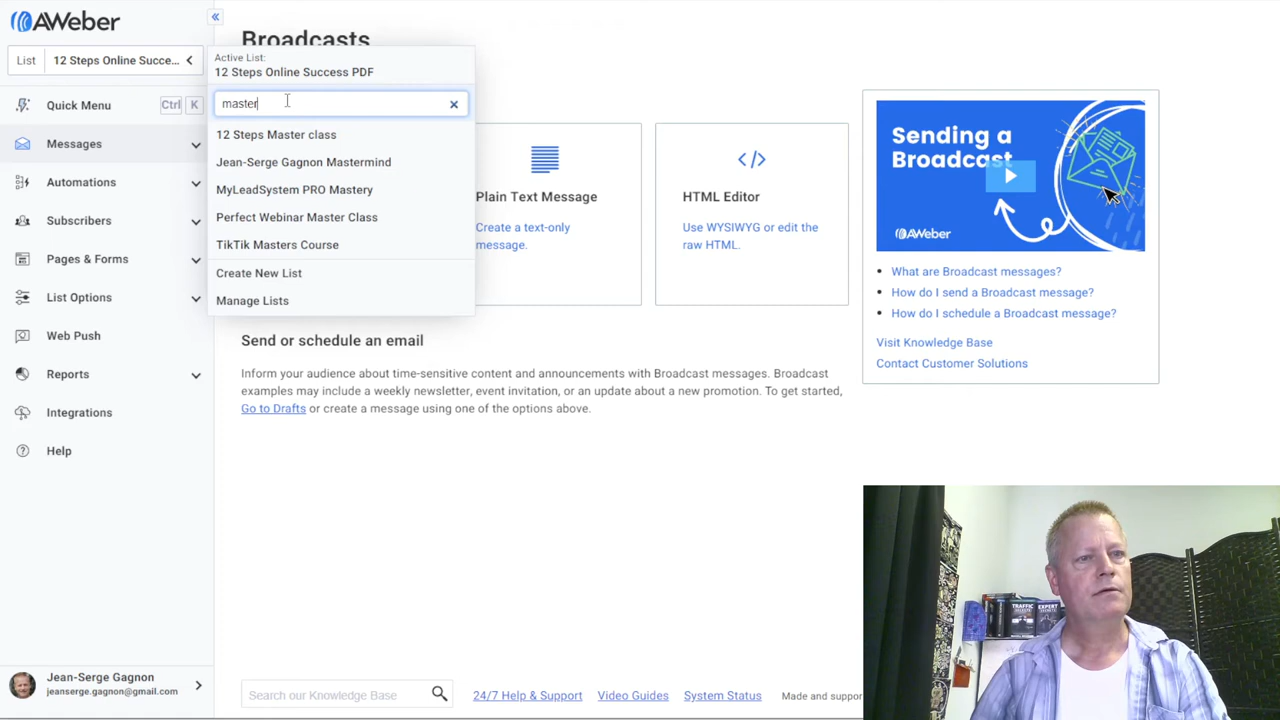 AWeber
List
12 Steps Online Succe...
Quick Menu
Ctrl
K
Messages
Automations
Subscribers
Pages & Forms
List Options
Web Push
Reports
Integrations
Help
Jean-Serge Gagnon
jeanserge.gagnon@gmail.com
Broadcasts
Active List:
12 Steps Online Success PDF
master
12 Steps Master class
Jean-Serge Gagnon Mastermind
MyLeadSystem PRO Mastery
Perfect Webinar Master Class
TikTik Masters Course
Create New List
Manage Lists
Plain Text Message
Create a text-only
message.
HTML Editor
Use WYSIWYG or edit the
raw HTML.
Send or schedule an email
Inform your audience about time-sensitive content and announcements with Broadcast messages. Broadcast
examples may include a weekly newsletter, event invitation, or an update about a new promotion. To get started,
Go to Drafts or create a message using one of the options above.
Sending a
Broadcast
AWeber
What are Broadcast messages?
How do I send a Broadcast message?
How do I schedule a Broadcast message?
Visit Knowledge Base
Contact Customer Solutions
Search our Knowledge Base
24/7 Help & Support
Video Guides
System Status
Made and suppor
TRAFFIC
EXPERT